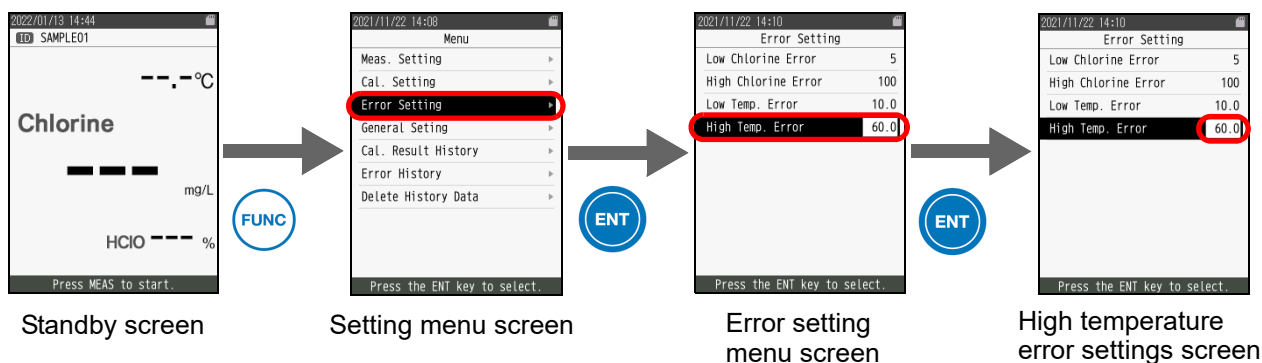 2022/01/13 14:44
ID SAMPLE01
--.-℃
Chlorine
---
mg/L
HClO --- %
Press MEAS to start.
Standby screen
FUNC
2021/11/22 14:08
Menu
Meas. Setting
Cal. Setting
Error Setting
General Seting
Cal. Result History
Error History
Delete History Data
Press the ENT key to select.
Setting menu screen
ENT
2021/11/22 14:10
Error Setting
Low Chlorine Error 5
High Chlorine Error 100
Low Temp. Error 10.0
High Temp. Error 60.0
Press the ENT key to select.
Error setting
menu screen
ENT
2021/11/22 14:10
Error Setting
Low Chlorine Error 5
High Chlorine Error 100
Low Temp. Error 10.0
High Temp. Error 60.0
Press the ENT key to select.
High temperature
error settings screen